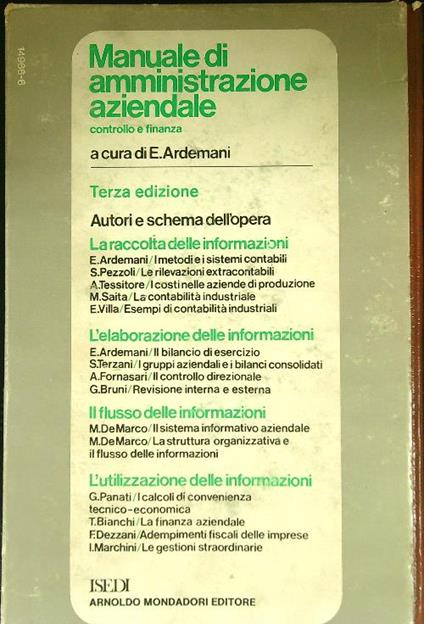 14966-6
Manuale di
amministrazione
aziendale
controllo e finanza
a cura di E.Ardemani
Terza edizione
Autori e schema dell'opera
La raccolta delle informazioni
E.Ardemani/I metodi e i sistemi contabili
S.Pezzoli/Le rilevazioni extracontabili
A.Tessitore/I costi nelle aziende di produzione
M.Saita/La contabilità industriale
E.Villa/Esempi di contabilità industriali
L'elaborazione delle informazioni
E.Ardemani/Il bilancio di esercizio
S.Terzani/I gruppi aziendali e i bilanci consolidati
A.Fornasari/Il controllo direzionale
G.Bruni/Revisione interna e esterna
Il flusso delle informazioni
M.De Marco/Il sistema informativo aziendale
M.De Marco/La struttura organizzativa e
il flusso delle informazioni
L'utilizzazione delle informazioni
G.Panati/I calcoli di convenienza
tecnico-economica
T.Bianchi/La finanza aziendale
F.Dezzani/Adempimenti fiscali delle imprese
I.Marchini/Le gestioni straordinarie
ISEDI
ARNOLDO MONDADORI EDITORE